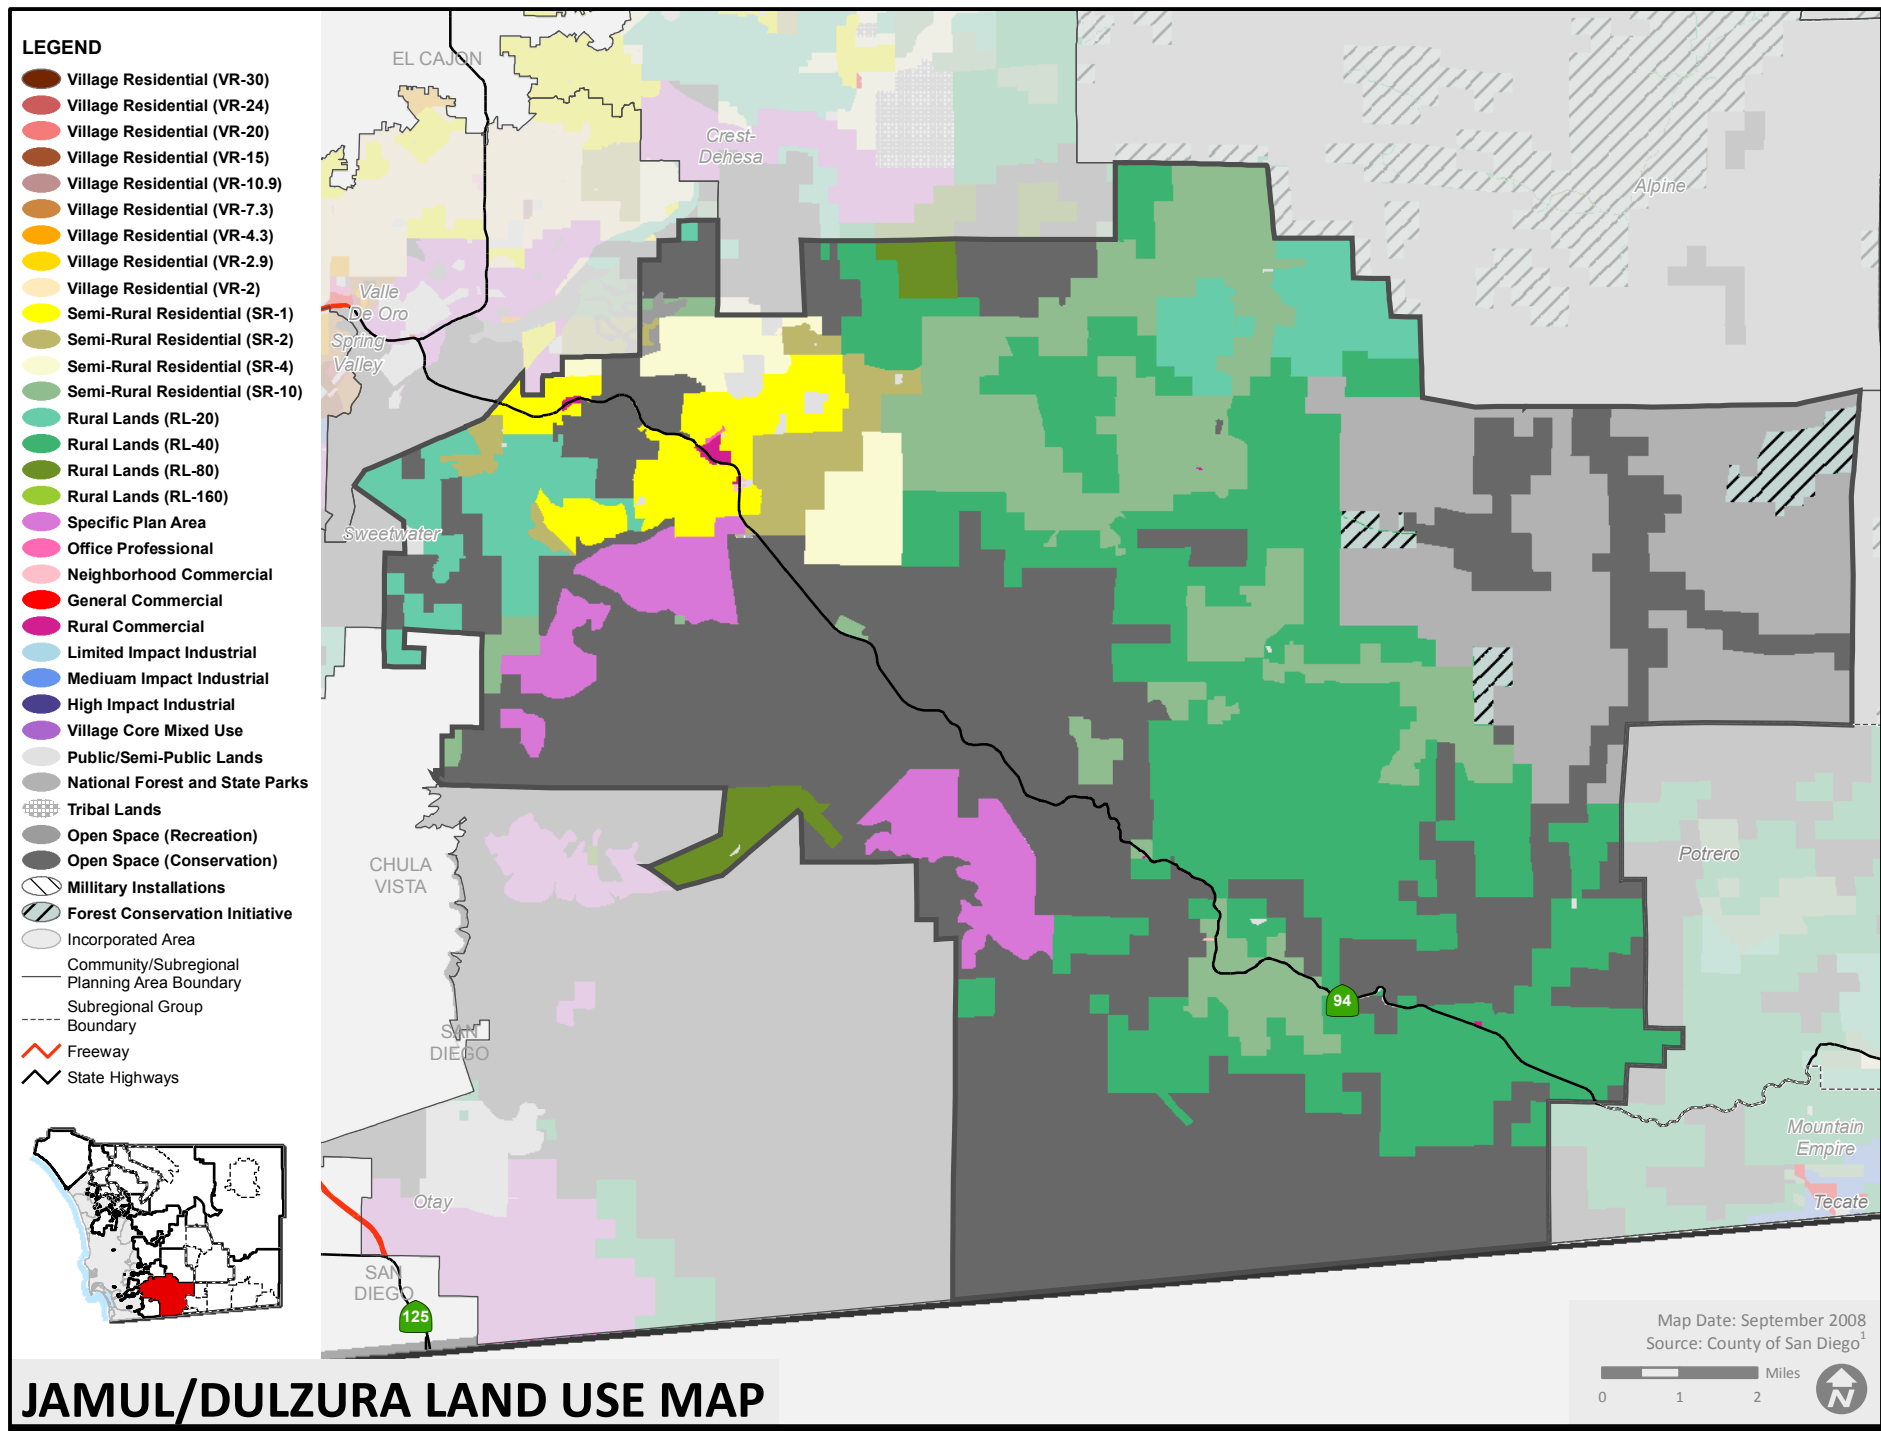 LEGEND
Village Residential (VR-30)
Village Residential (VR-24)
Village Residential (VR-20)
Village Residential (VR-15)
Village Residential (VR-10.9)
Village Residential (VR-7.3)
Village Residential (VR-4.3)
Village Residential (VR-2.9)
Village Residential (VR-2)
Semi-Rural Residential (SR-1)
Semi-Rural Residential (SR-2)
Semi-Rural Residential (SR-4)
Semi-Rural Residential (SR-10)
Rural Lands (RL-20)
Rural Lands (RL-40)
Rural Lands (RL-80)
Rural Lands (RL-160)
Specific Plan Area
Office Professional
Neighborhood Commercial
General Commercial
Rural Commercial
Limited Impact Industrial
Mediuam Impact Industrial
High Impact Industrial
Village Core Mixed Use
Public/Semi-Public Lands
National Forest and State Parks
Tribal Lands
Open Space (Recreation)
Open Space (Conservation)
Millitary Installations
Forest Conservation Initiative
Incorporated Area
Community/Subregional
Planning Area Boundary
Subregional Group
Boundary
Freeway
State Highways
EL CAJON
Crest-
Dehesa
Alpine
Valle
De Oro
Spring
Valley
Sweetwater
CHULA
VISTA
Potrero
94
SAN
DIEGO
Mountain
Empire
Tecate
Otay
SAN
DIEGO
125
Map Date: September 2008
Source: County of San Diego1
Miles
0 1 2
N
JAMUL/DULZURA LAND USE MAP